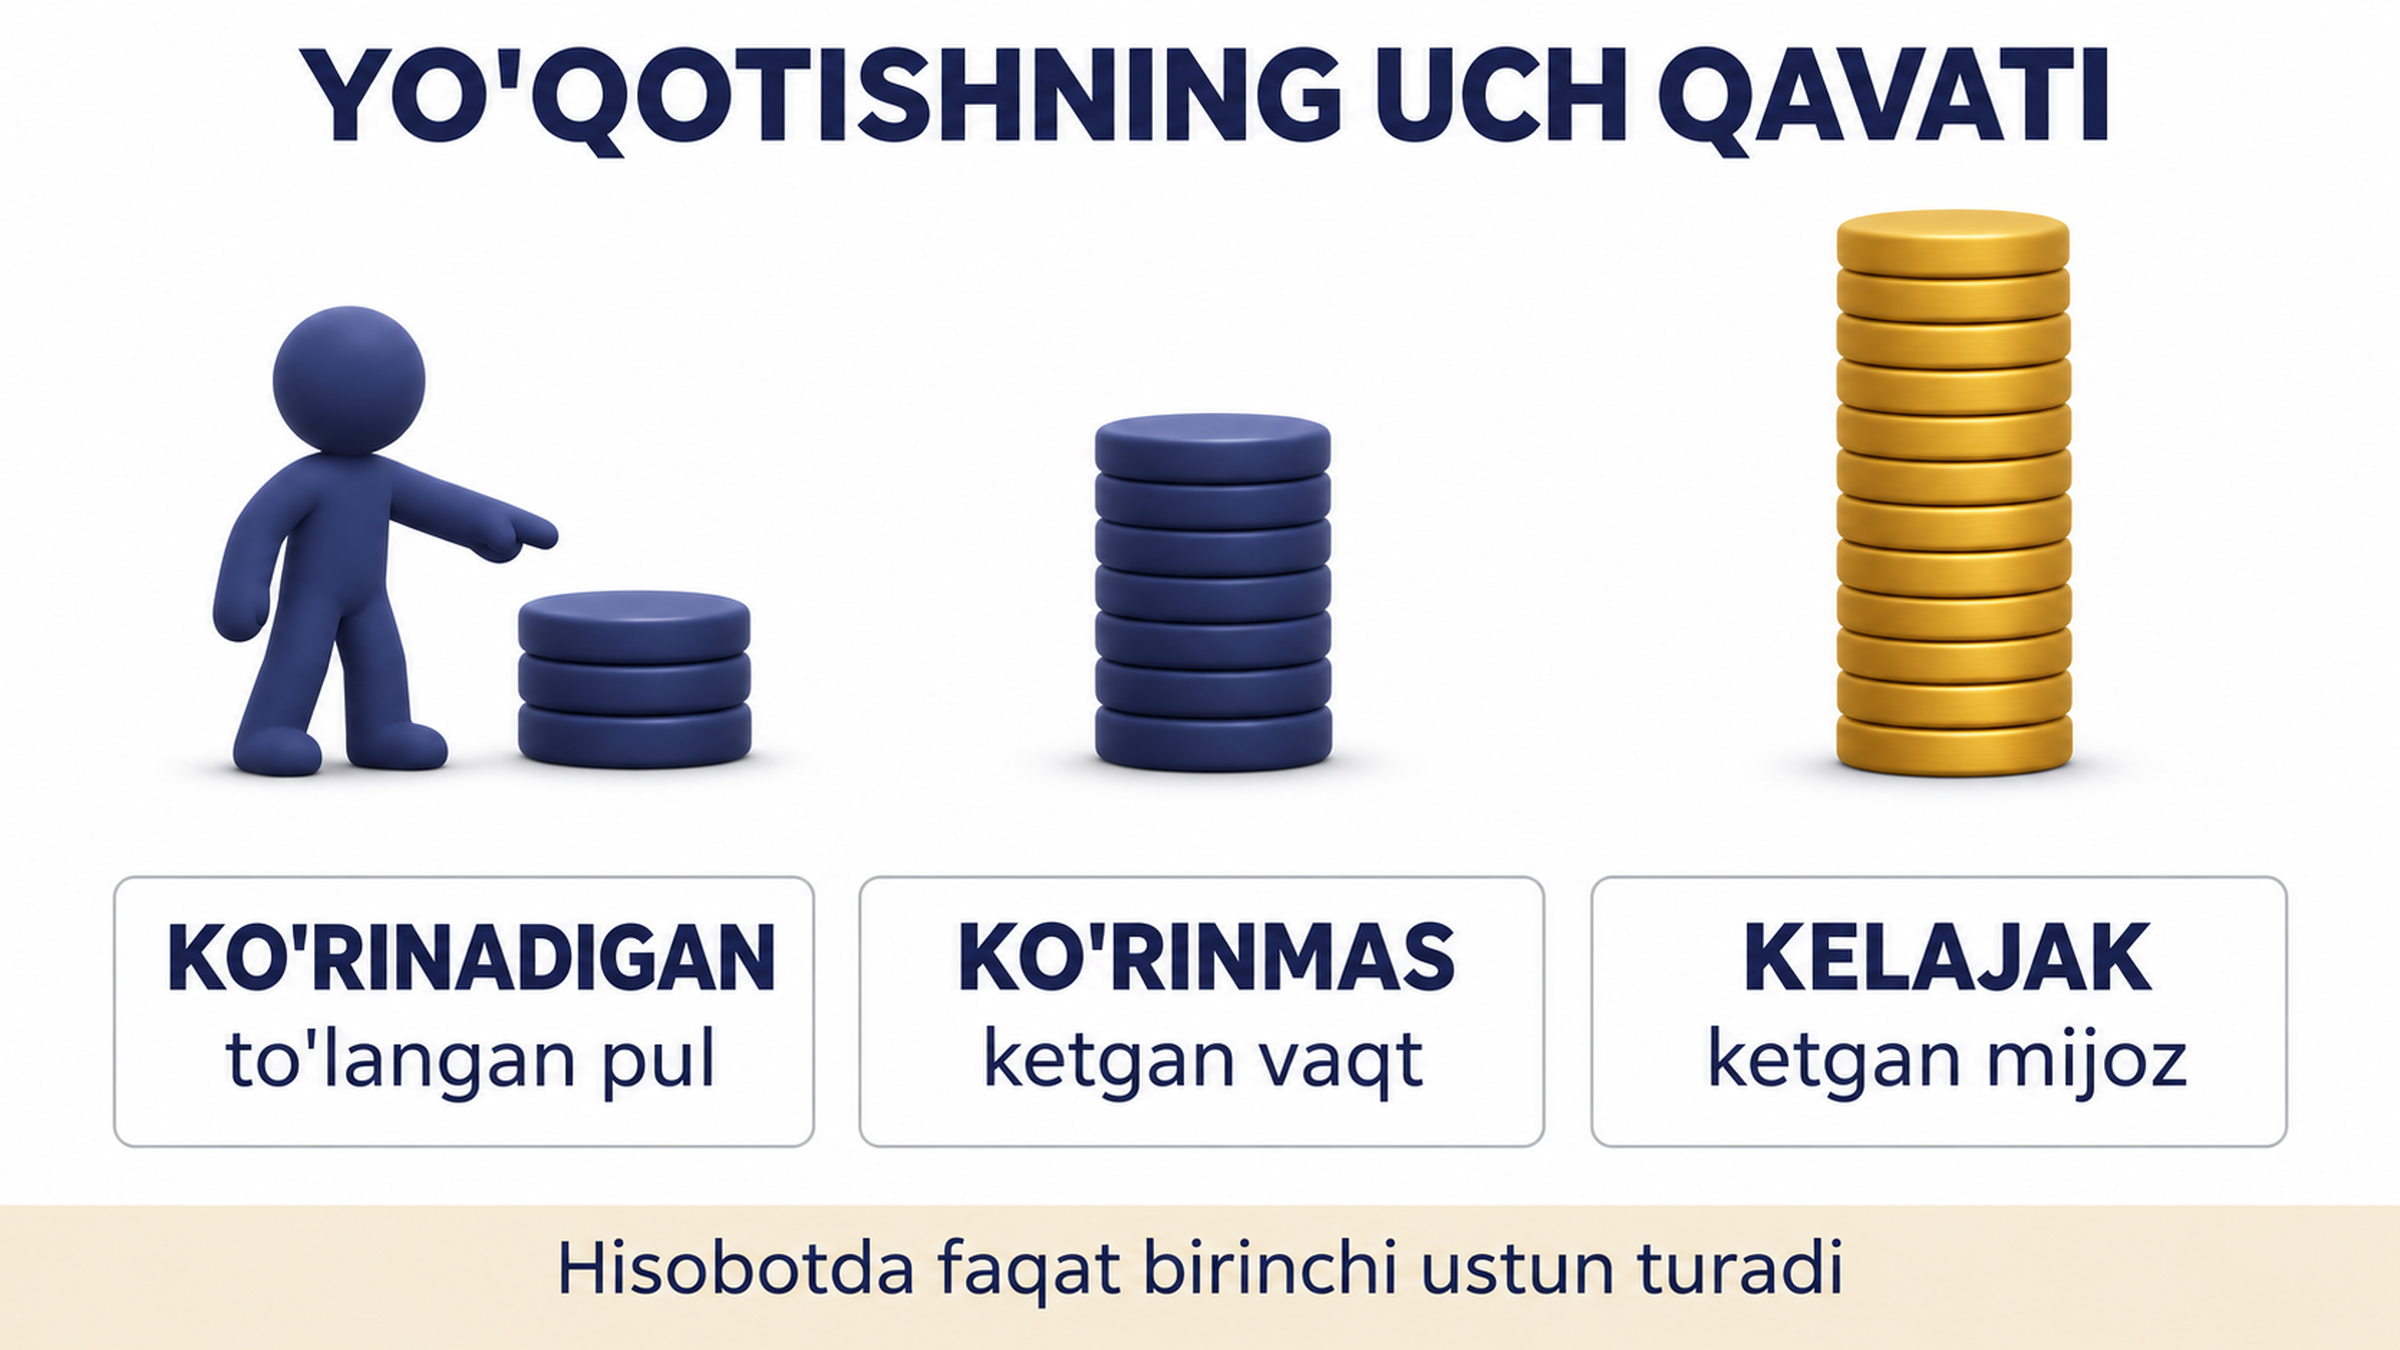 YO'QOTISHNING UCH QAVATI
KO'RINADIGAN
to'langan pul
KO'RINMAS
ketgan vaqt
KELAJAK
ketgan mijoz
Hisobotda faqat birinchi ustun turadi